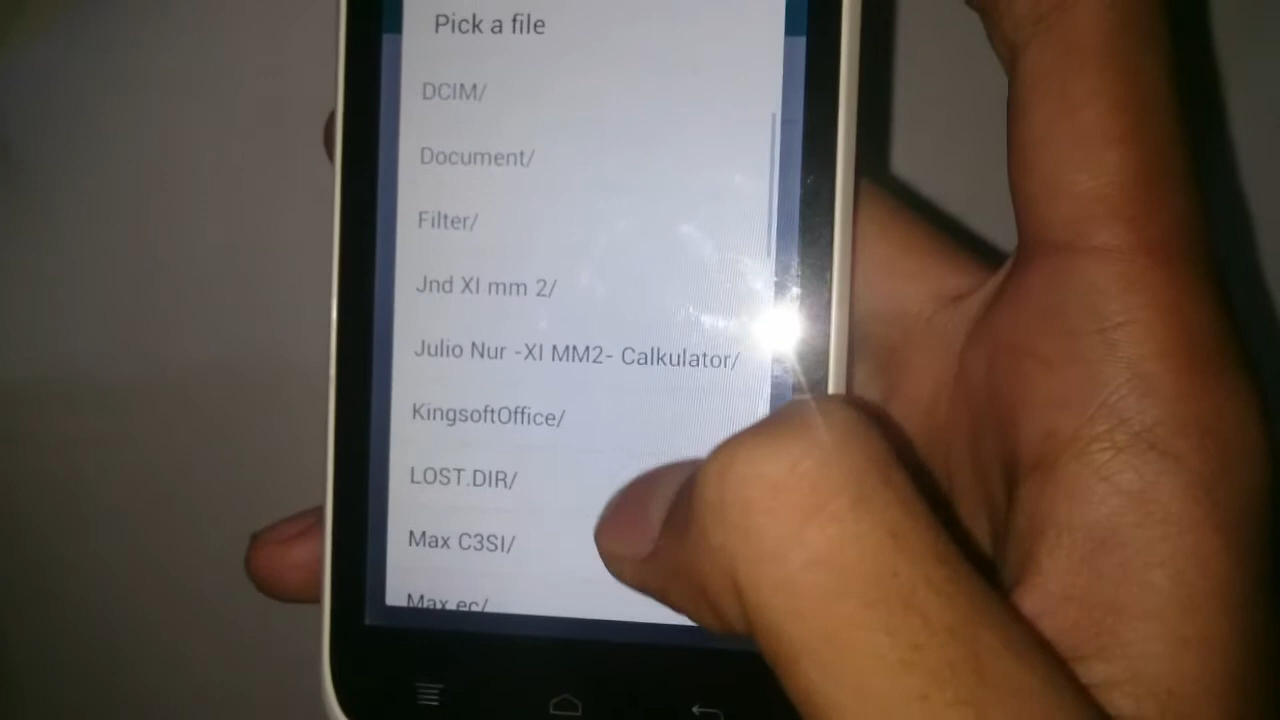 Pick a file
DCIM/
Document/
Filter/
Jnd XI mm 2/
Julio Nur -XI MM2- Calkulator/
KingsoftOffice/
LOST.DIR/
Max C3SI/
Max ec/